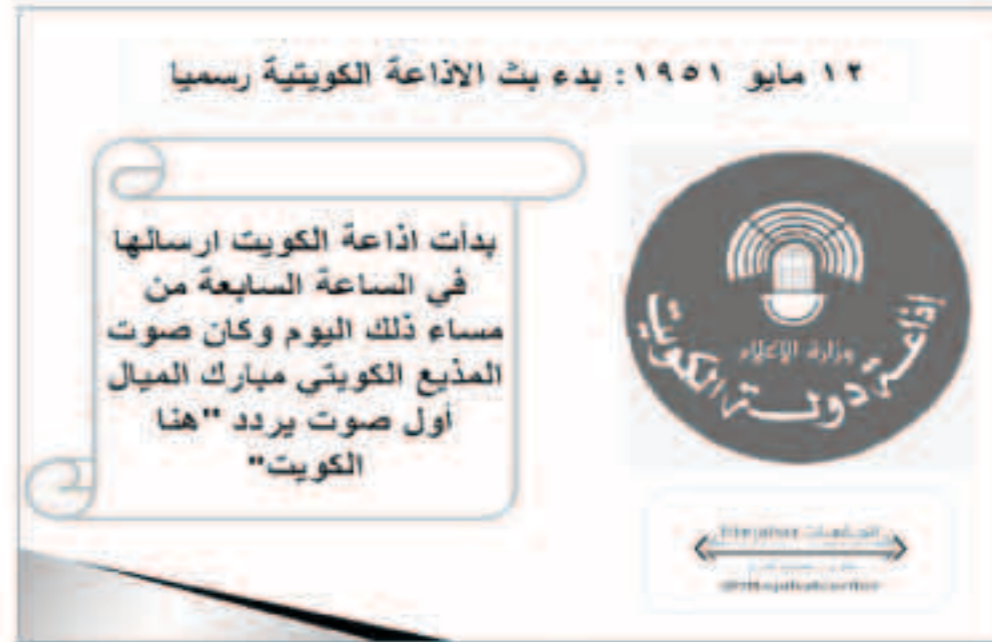 ١٢ مايو ١٩٥١: بدء بث الاذاعة الكويتية رسميا
بدأت اذاعة الكويت ارسالها
في الساعة السابعة من
مساء ذلك اليوم وكان صوت
المذيع الكويتي مبارك الميال
أول صوت يردد "هنا
الكويت"
وزارة الإعلام
إذاعة دولة الكويت